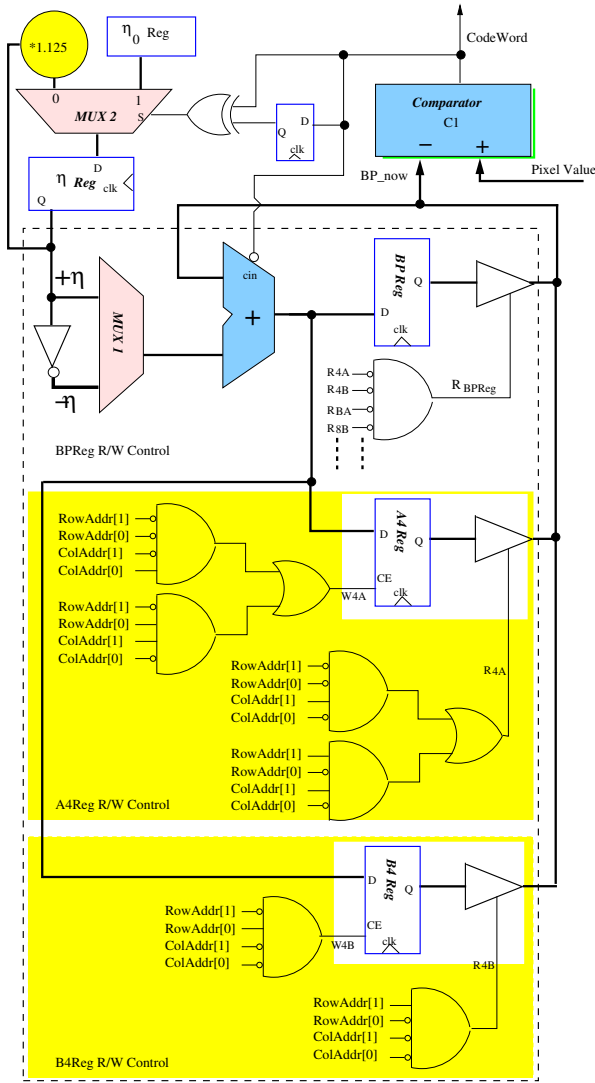 *1.125
η0 Reg
CodeWord
0
1
MUX 2
S
Q
D
clk
Comparator
C1
−
+
BP_now
Pixel Value
D
η Reg clk
Q
+η
−η
MUX 1
cin
+
BP Reg
Q
D
clk
R4A
R4B
RBA
R8B
R BPReg
BPReg R/W Control
RowAddr[1]
RowAddr[0]
ColAddr[1]
ColAddr[0]
RowAddr[1]
RowAddr[0]
ColAddr[1]
ColAddr[0]
W4A
D
A4 Reg
Q
CE
clk
R4A
RowAddr[1]
RowAddr[0]
ColAddr[1]
ColAddr[0]
RowAddr[1]
RowAddr[0]
ColAddr[1]
ColAddr[0]
A4Reg R/W Control
D
B4 Reg
Q
CE
clk
RowAddr[1]
RowAddr[0]
ColAddr[1]
ColAddr[0]
W4B
R4B
RowAddr[1]
RowAddr[0]
ColAddr[1]
ColAddr[0]
B4Reg R/W Control